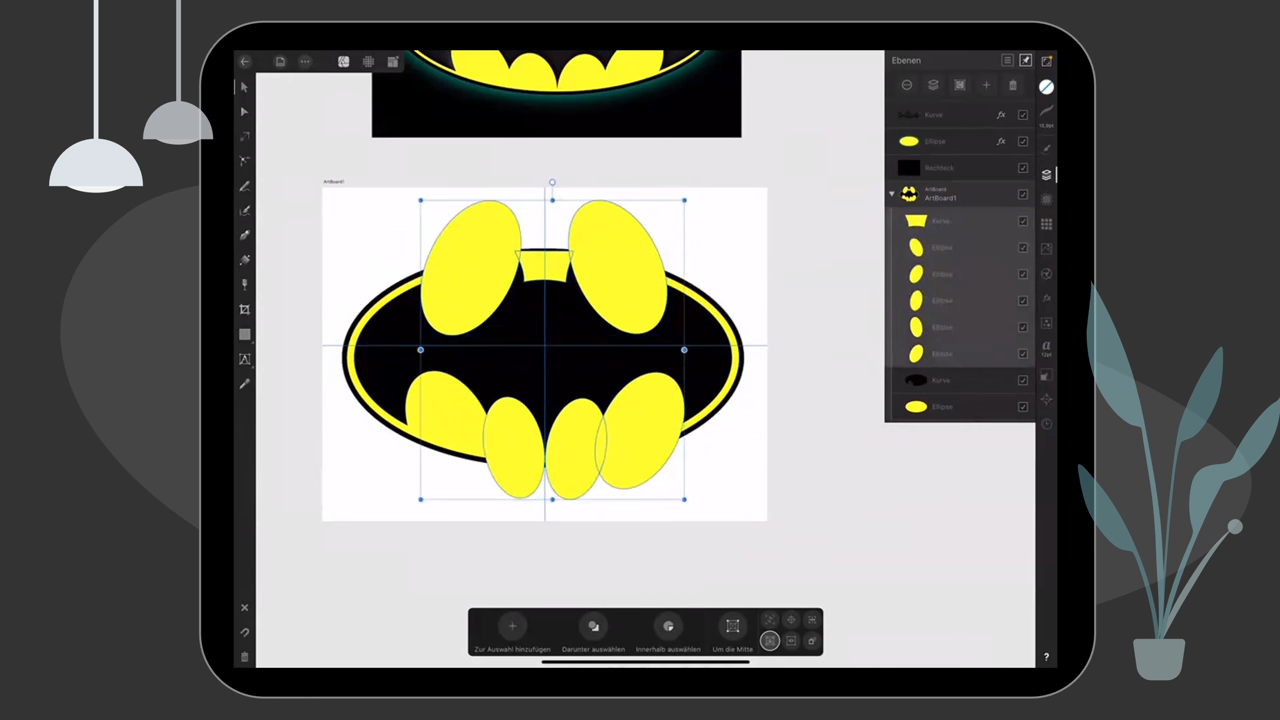 Ebenen
Kurve
Ellipse
Rechteck
ArtBoard
ArtBoard1
Kurve
Ellipse
Ellipse
Ellipse
Ellipse
Ellipse
Kurve
Ellipse
ArtBoard1
Zur Auswahl hinzufügen
Darunter auswählen
Innerhalb auswählen
Um die Mitte
?